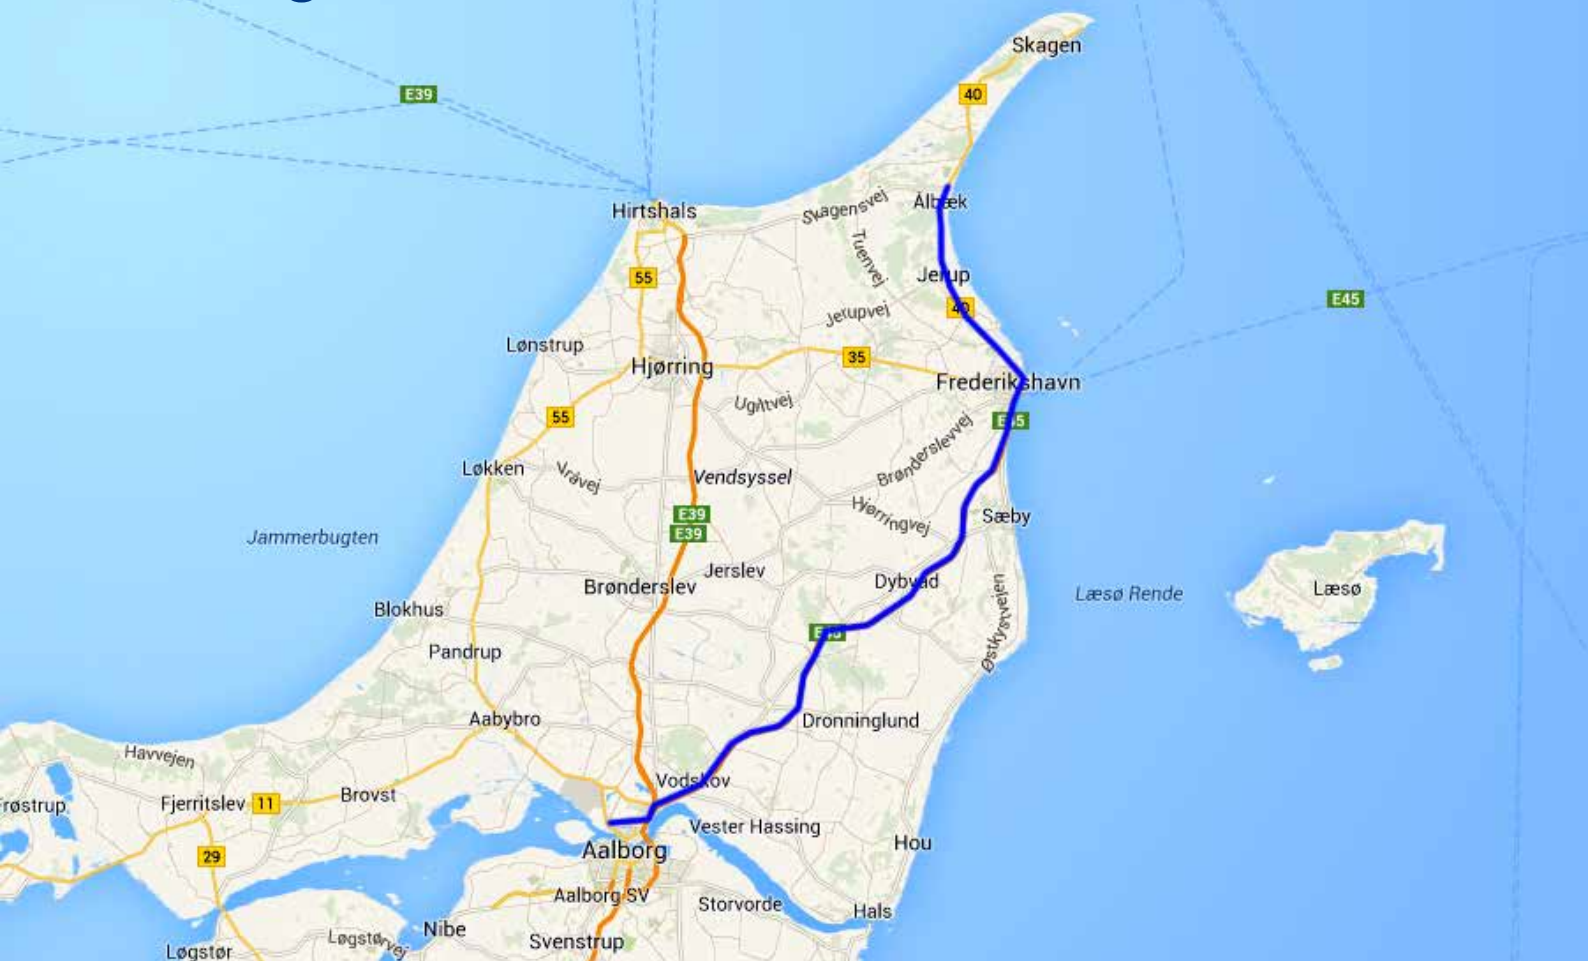 Skagen
E39
40
Hirtshals
Skagensvej
Ålbæk
Tuenvej
55
Jerup
E45
40
Jerupvej
Lønstrup
35
Hjørring
Frederikshavn
Ugiltvej
55
E45
Brønderslevvej
Løkken
Vråvej
Vendsyssel
Hjørringvej
E39
Sæby
E39
Jammerbugten
Jerslev
Dybvad
Brønderslev
Læsø
Læsø Rende
Blokhus
Østkystvejen
E45
Pandrup
Aabybro
Dronninglund
Havvejen
Vodskov
Brovst
Fjerritslev
11
Frøstrup
Vester Hassing
Hou
Aalborg
29
Aalborg SV
Storvorde
Hals
Nibe
Løgstørvej
Svenstrup
Løgstør